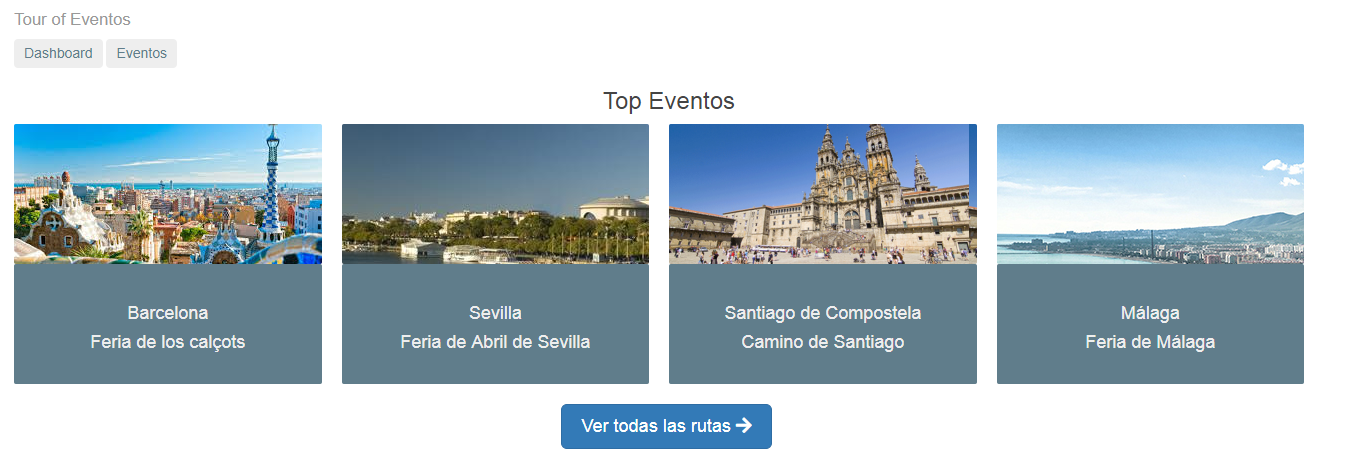 Tour of Eventos
Dashboard
Eventos
Top Eventos
Barcelona
Feria de los calçots
Sevilla
Feria de Abril de Sevilla
Santiago de Compostela
Camino de Santiago
Málaga
Feria de Málaga
Ver todas las rutas